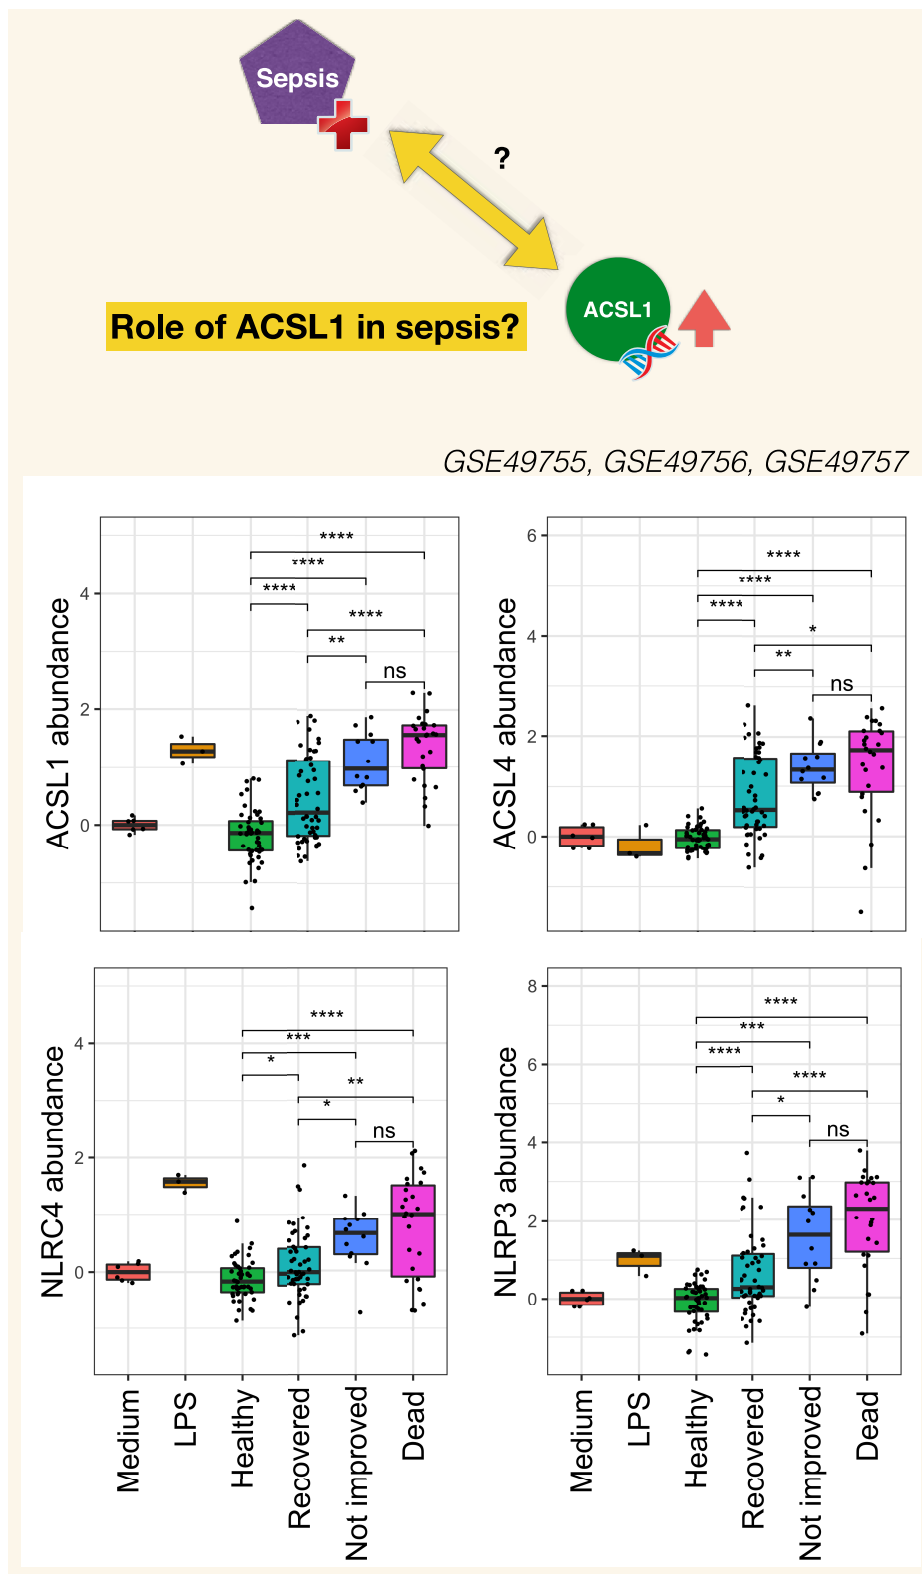 Sepsis
?
ACSL1
Role of ACSL1 in sepsis?
GSE49755, GSE49756, GSE49757
ACSL1 abundance
4
2
0
****
****
****
****
**
ns
ACSL4 abundance
6
4
2
0
****
****
****
*
**
ns
NLRC4 abundance
4
2
0
****
***
*
**
*
ns
Medium
LPS
Healthy
Recovered
Not improved
Dead
NLRP3 abundance
8
6
4
2
0
****
***
****
****
*
ns
Medium
LPS
Healthy
Recovered
Not improved
Dead